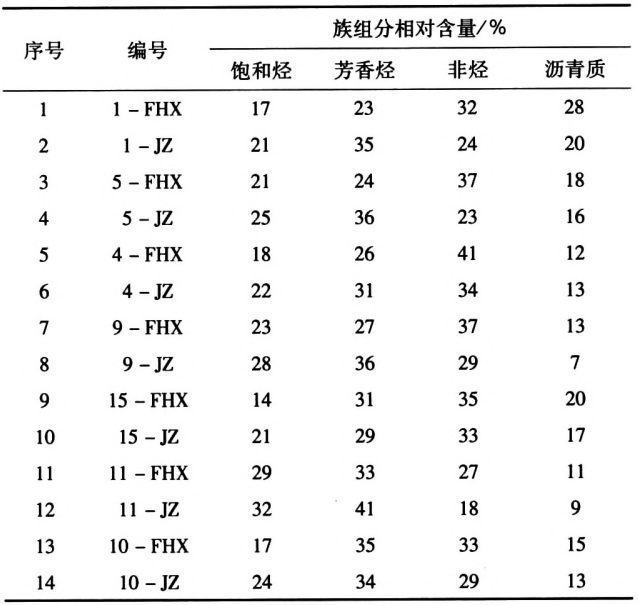 序号 编号 族组分相对含量/%
饱和烃 芳香烃 非烃 沥青质
1 1-FHX 17 23 32 28
2 1-JZ 21 35 24 20
3 5-FHX 21 24 37 18
4 5-JZ 25 36 23 16
5 4-FHX 18 26 41 12
6 4-JZ 22 31 34 13
7 9-FHX 23 27 37 13
8 9-JZ 28 36 29 7
9 15-FHX 14 31 35 20
10 15-JZ 21 29 33 17
11 11-FHX 29 33 27 11
12 11-JZ 32 41 18 9
13 10-FHX 17 35 33 15
14 10-JZ 24 34 29 13